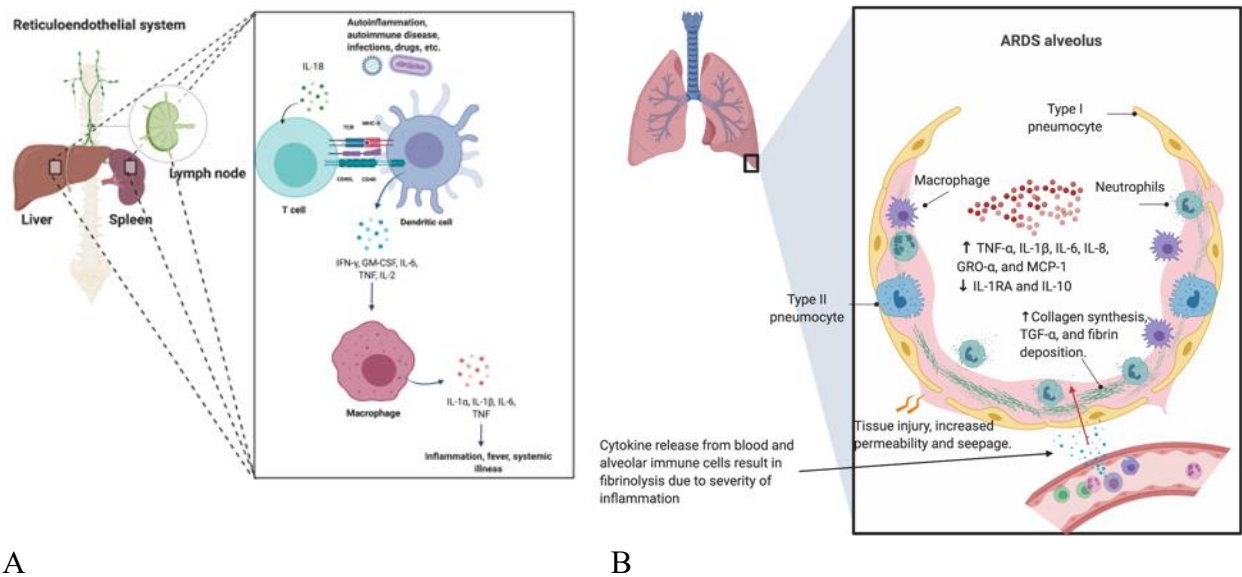 Reticuloendothelial system
Liver
Spleen
Lymph node
Autoinflammation,
autoimmune disease,
infections, drugs, etc.
IL-18
TCR
MHC-II
CD40L
CD40
T cell
Dendritic cell
IFN-γ, GM-CSF, IL-6,
TNF, IL-2
Macrophage
IL-1α, IL-1β, IL-6,
TNF
Inflammation, fever, systemic
illness
A
ARDS alveolus
Type I
pneumocyte
Macrophage
Neutrophils
↑ TNF-α, IL-1β, IL-6, IL-8,
GRO-α, and MCP-1
↓ IL-1RA and IL-10
Type II
pneumocyte
↑Collagen synthesis,
TGF-α, and fibrin
deposition.
Tissue injury, increased
permeability and seepage.
Cytokine release from blood and
alveolar immune cells result in
fibrinolysis due to severity of
inflammation
B